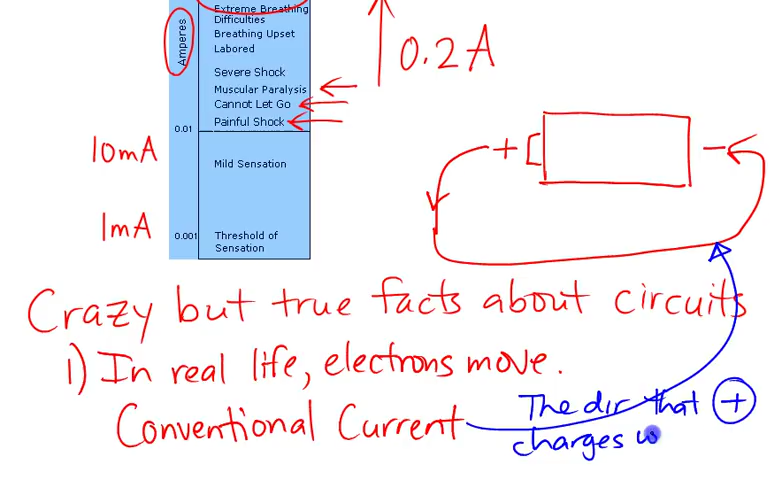 Extreme Breathing
Difficulties
Breathing Upset
Labored
Amperes
Severe Shock
Muscular Paralysis
Cannot Let Go
Painful Shock
0.01
10mA
Mild Sensation
1mA
0.001
Threshold of
Sensation
0.2A
+
-
Crazy but true facts about circuits
1) In real life, electrons move.
Conventional Current
The dir that +
charges w